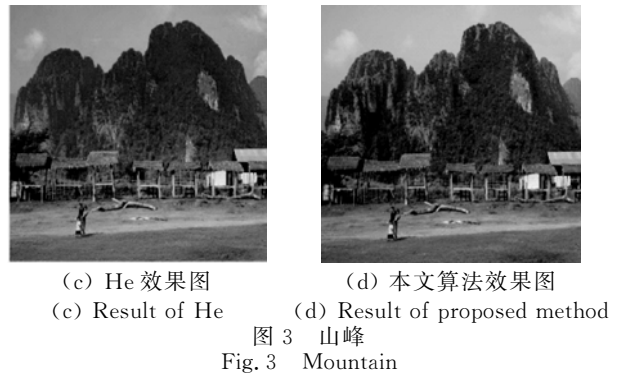 (c) He 效果图
(d) 本文算法效果图
(c) Result of He
(d) Result of proposed method
图 3 山峰
Fig. 3 Mountain